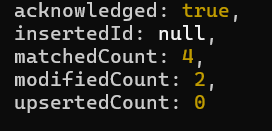 acknowledged: true,
insertedId: null,
matchedCount: 4,
modifiedCount: 2,
upsertedCount: 0